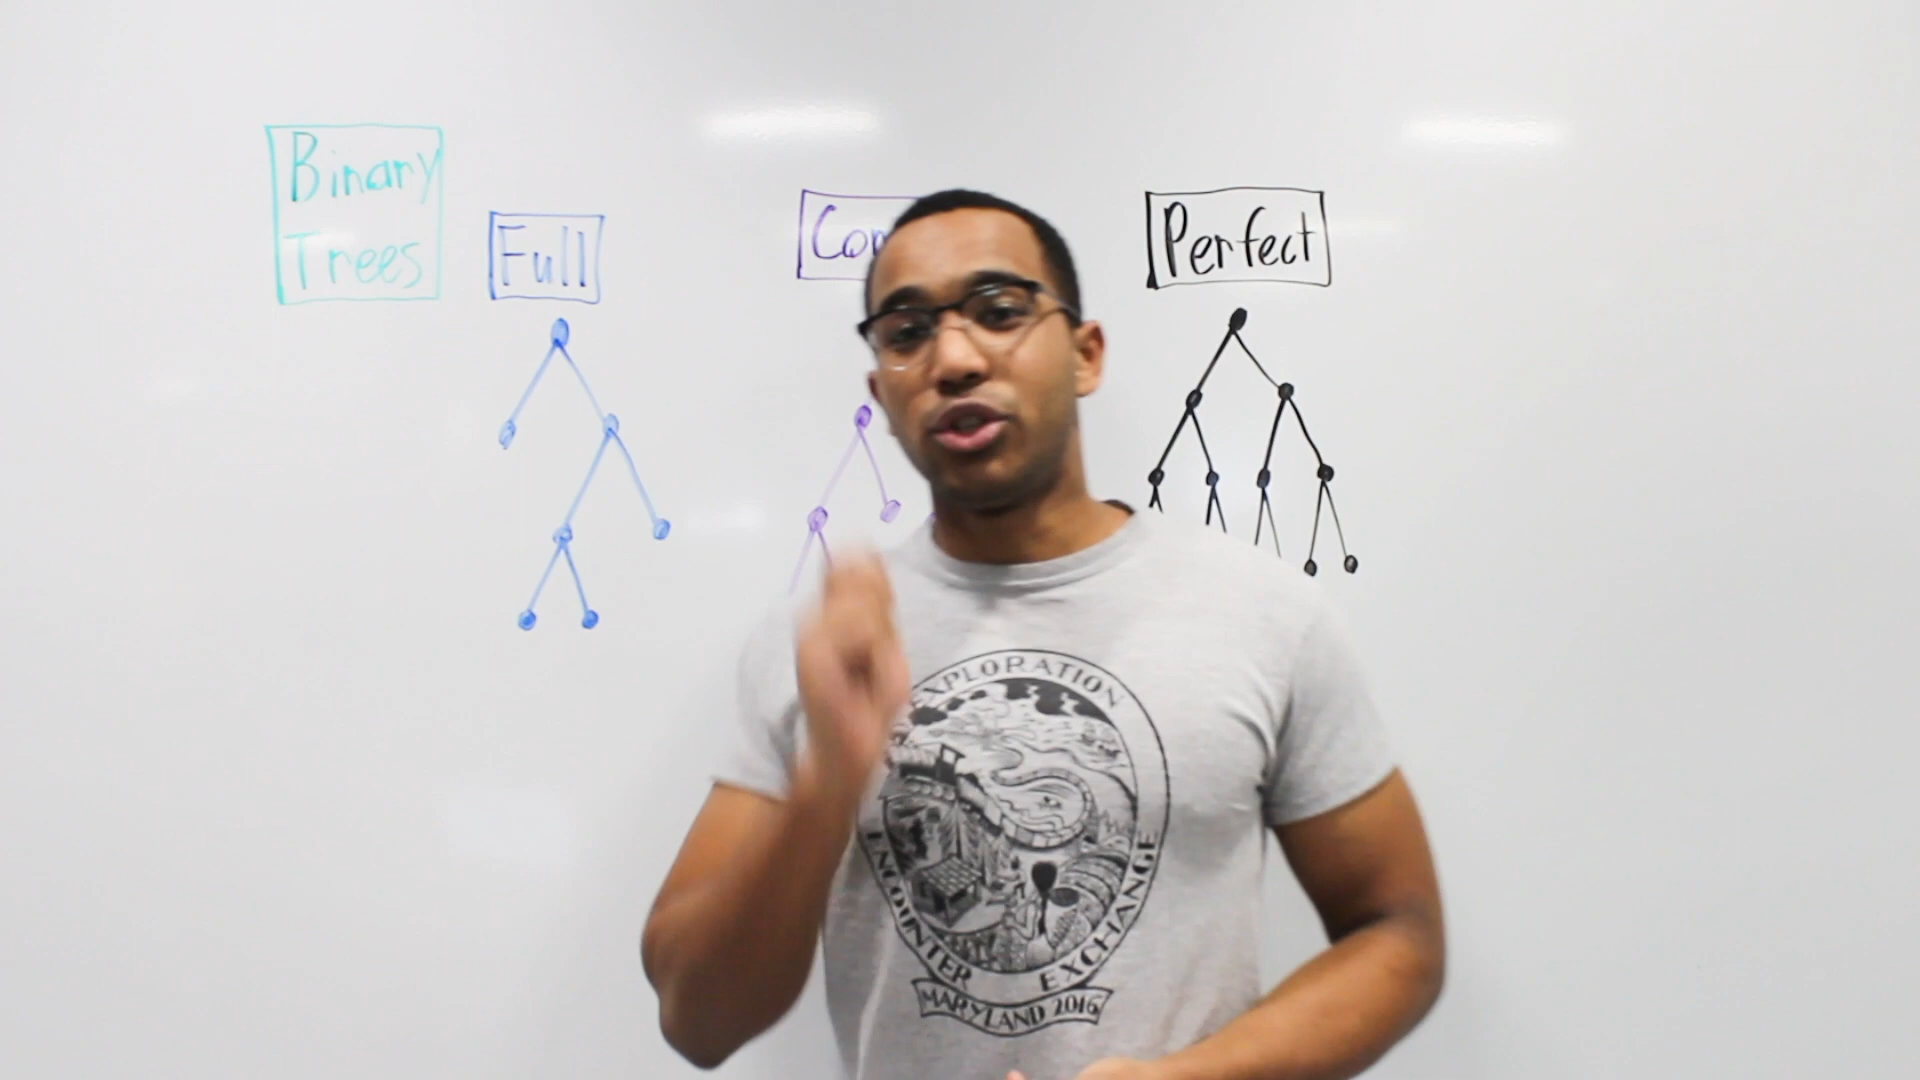 Binary
Trees
Full
Perfect
EXPLORATION
ENCOUNTER EXCHANGE
MARYLAND 2016